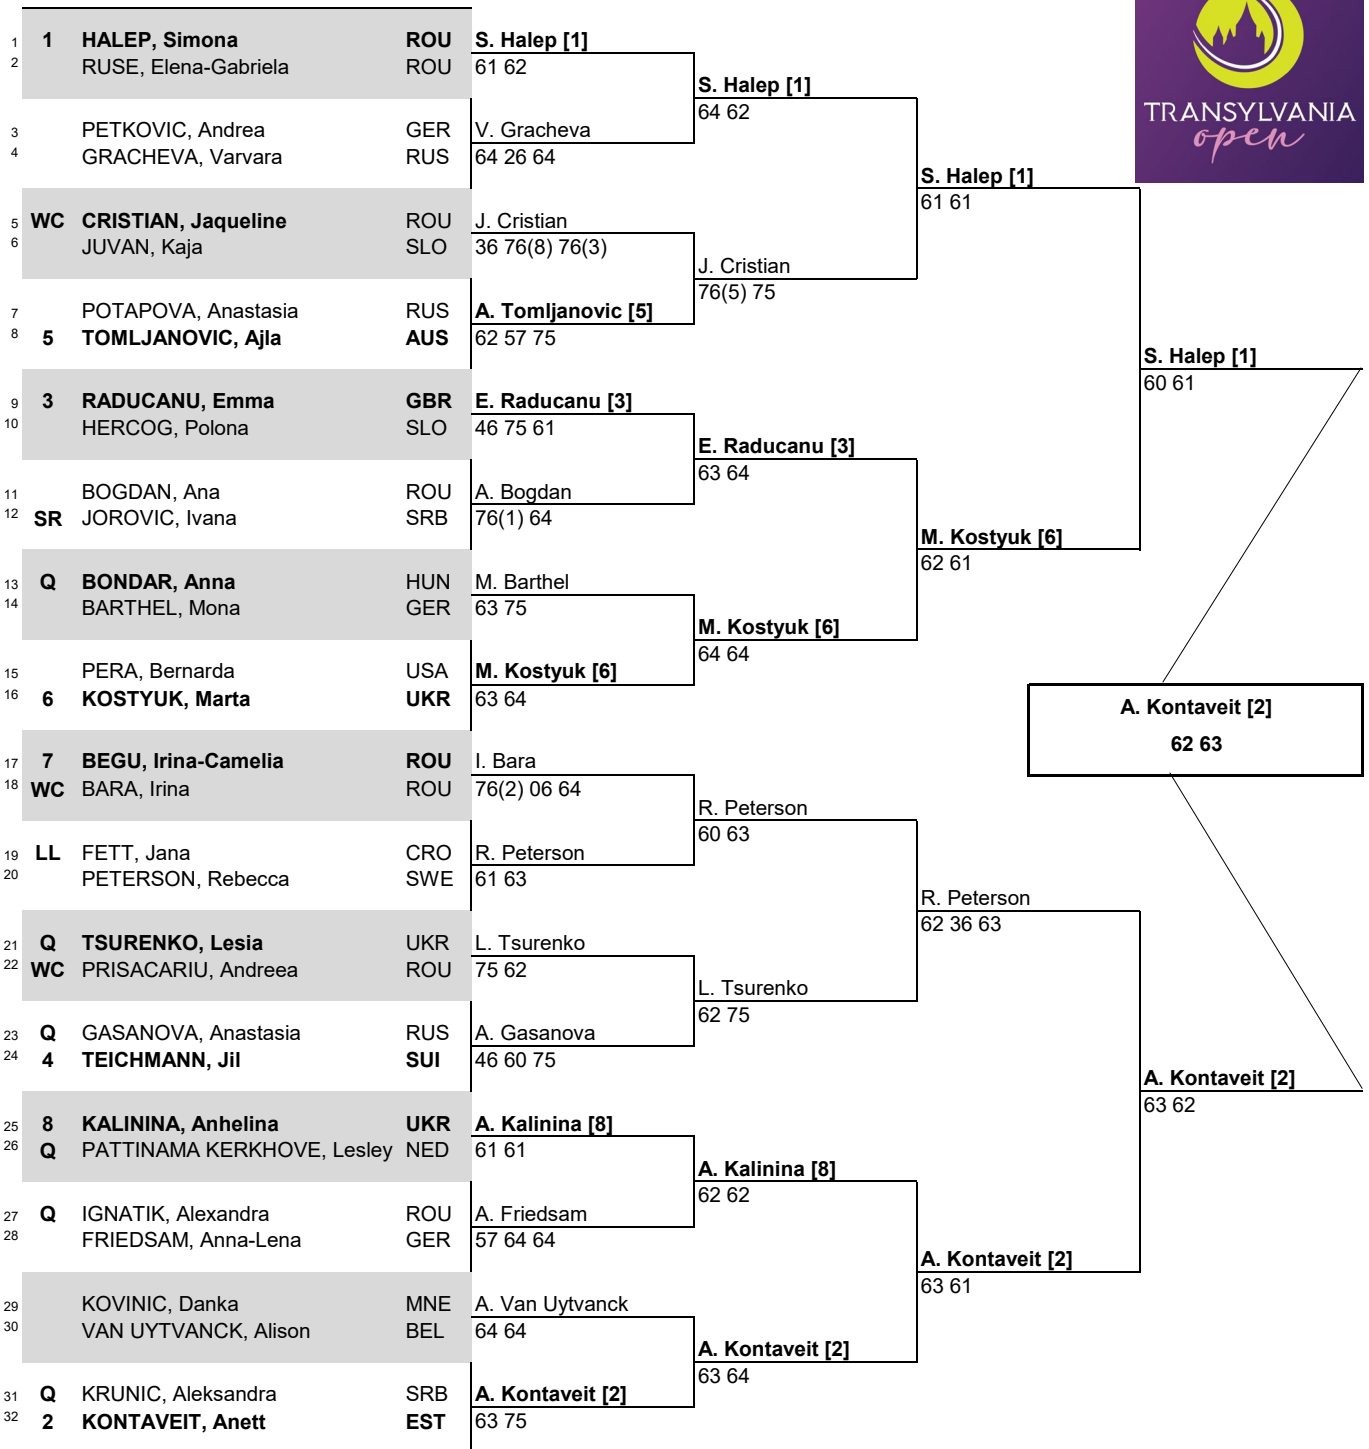 TRANSYLVANIA
open
1 1 HALEP, Simona ROU S. Halep [1]
2 RUSE, Elena-Gabriela ROU 61 62
S. Halep [1]
64 62
3 PETKOVIC, Andrea GER V. Gracheva
4 GRACHEVA, Varvara RUS 64 26 64
S. Halep [1]
61 61
5 WC CRISTIAN, Jaqueline ROU J. Cristian
6 JUVAN, Kaja SLO 36 76(8) 76(3)
J. Cristian
76(5) 75
7 POTAPOVA, Anastasia RUS A. Tomljanovic [5]
8 5 TOMLJANOVIC, Ajla AUS 62 57 75
S. Halep [1]
60 61
9 3 RADUCANU, Emma GBR E. Raducanu [3]
10 HERCOG, Polona SLO 46 75 61
E. Raducanu [3]
63 64
11 BOGDAN, Ana ROU A. Bogdan
12 SR JOROVIC, Ivana SRB 76(1) 64
M. Kostyuk [6]
62 61
13 Q BONDAR, Anna HUN M. Barthel
14 BARTHEL, Mona GER 63 75
M. Kostyuk [6]
64 64
15 PERA, Bernarda USA M. Kostyuk [6]
16 6 KOSTYUK, Marta UKR 63 64
A. Kontaveit [2]
62 63
17 7 BEGU, Irina-Camelia ROU I. Bara
18 WC BARA, Irina ROU 76(2) 06 64
R. Peterson
60 63
19 LL FETT, Jana CRO R. Peterson
20 PETERSON, Rebecca SWE 61 63
R. Peterson
62 36 63
21 Q TSURENKO, Lesia UKR L. Tsurenko
22 WC PRISACARIU, Andreea ROU 75 62
L. Tsurenko
62 75
23 Q GASANOVA, Anastasia RUS A. Gasanova
24 4 TEICHMANN, Jil SUI 46 60 75
A. Kontaveit [2]
63 62
25 8 KALININA, Anhelina UKR A. Kalinina [8]
26 Q PATTINAMA KERKHOVE, Lesley NED 61 61
A. Kalinina [8]
62 62
27 Q IGNATIK, Alexandra ROU A. Friedsam
28 FRIEDSAM, Anna-Lena GER 57 64 64
A. Kontaveit [2]
63 61
29 KOVINIC, Danka MNE A. Van Uytvanck
30 VAN UYTVANCK, Alison BEL 64 64
A. Kontaveit [2]
63 64
31 Q KRUNIC, Aleksandra SRB A. Kontaveit [2]
32 2 KONTAVEIT, Anett EST 63 75